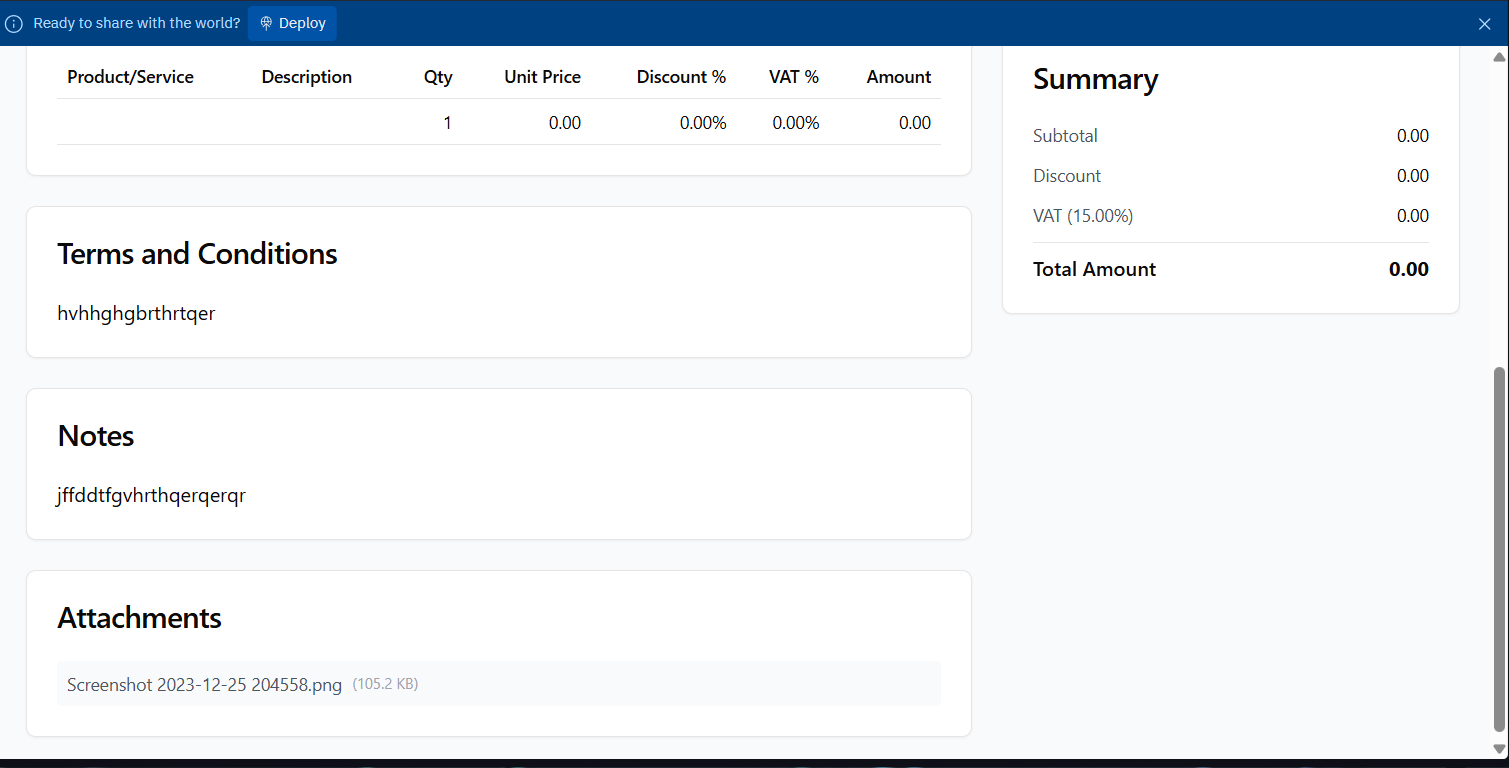 Ready to share with the world? Deploy
Product/Service Description Qty Unit Price Discount % VAT % Amount
1 0.00 0.00% 0.00% 0.00
Terms and Conditions
hvhhghgbrthrtqer
Notes
jffddtfgvhrthqerqerqr
Attachments
Screenshot 2023-12-25 204558.png (105.2 KB)
Summary
Subtotal 0.00
Discount 0.00
VAT (15.00%) 0.00
Total Amount 0.00